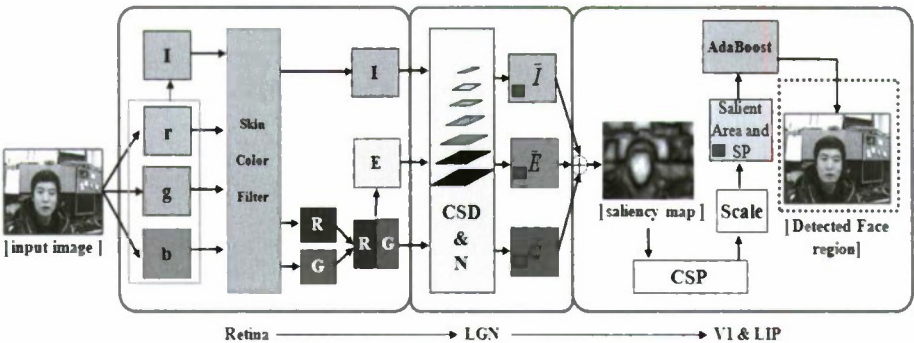 I
r
g
b
[input image]
Skin
Color
Filter
R
G
I
E
R G
CSD
&
N
Ī
Ē
[saliency map]
CSP
Scale
Salient
Area and
SP
AdaBoost
[Detected Face
region]
Retina
LGN
V1 & LIP